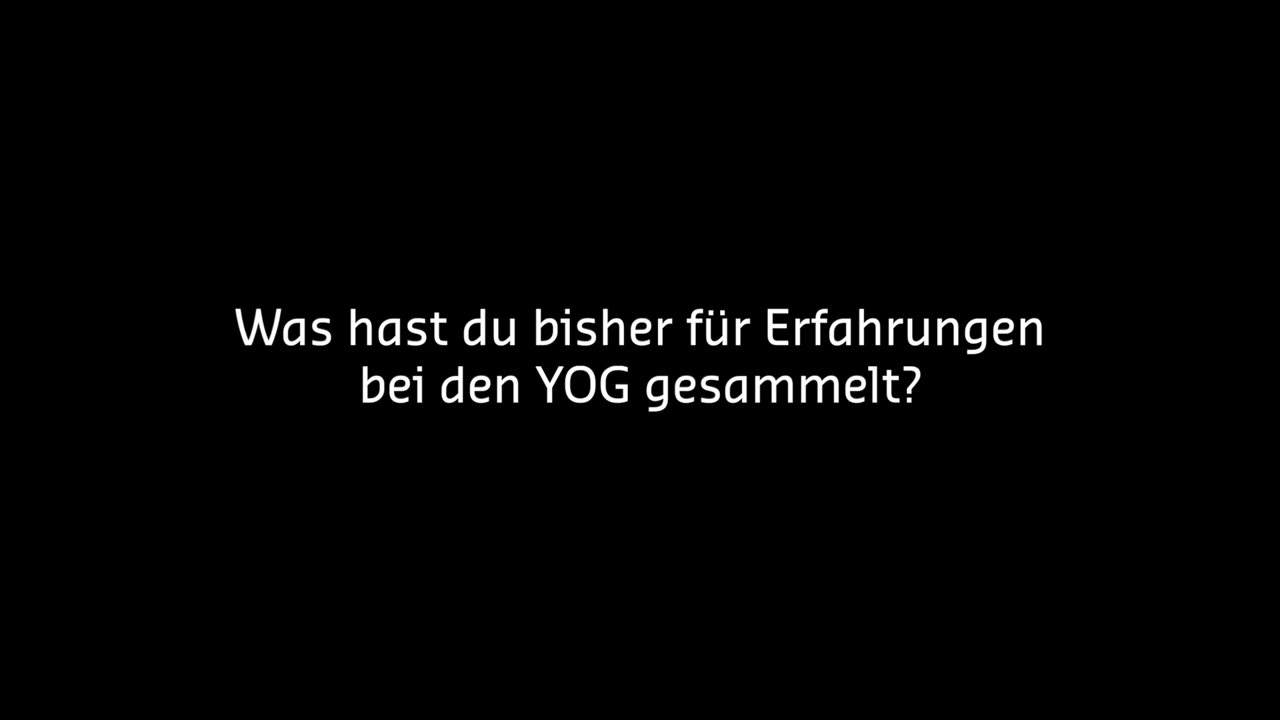 Was hast du bisher für Erfahrungen
bei den YOG gesammelt?